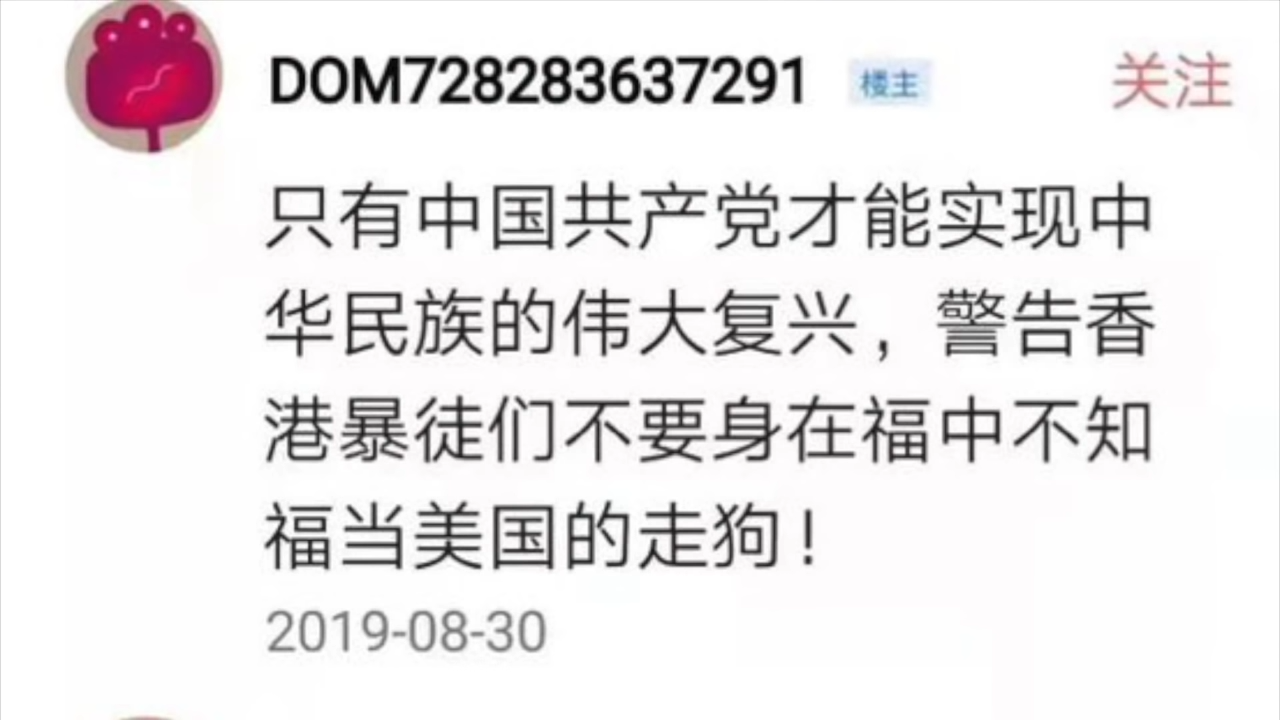 DOM728283637291 楼主 关注
只有中国共产党才能实现中
华民族的伟大复兴，警告香
港暴徒们不要身在福中不知
福当美国的走狗！
2019-08-30